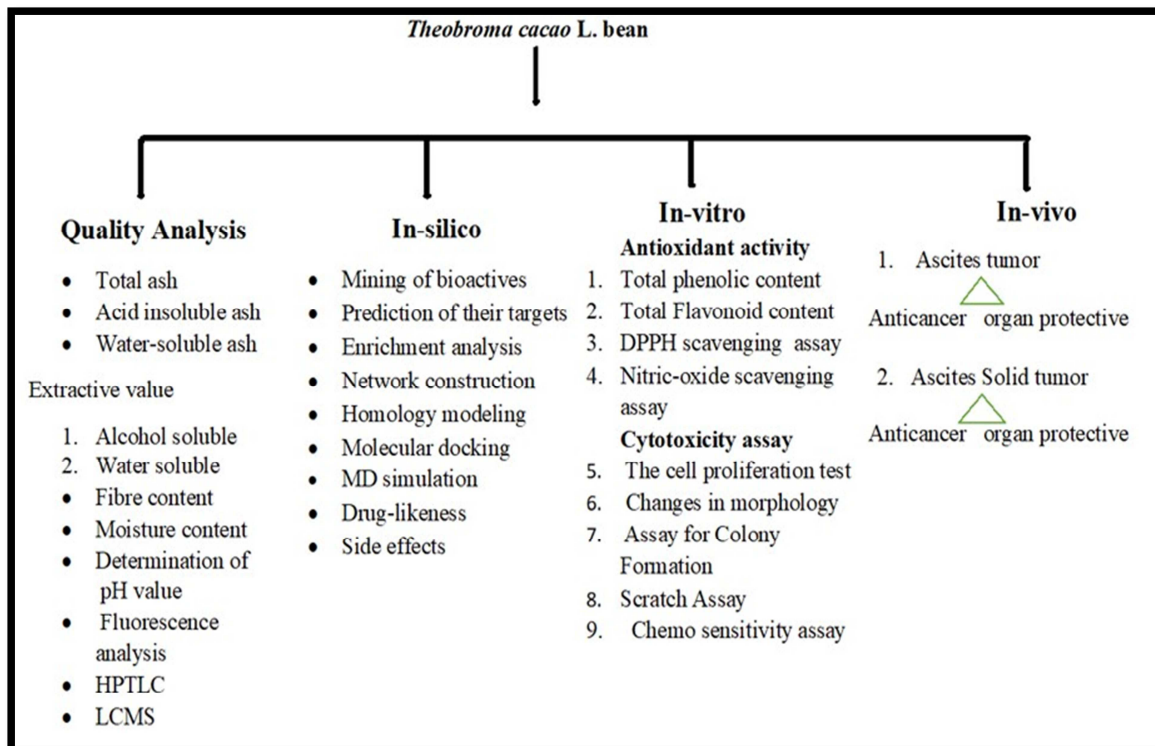 Theobroma cacao L. bean
Quality Analysis
• Total ash
• Acid insoluble ash
• Water-soluble ash
Extractive value
1. Alcohol soluble
2. Water soluble
• Fibre content
• Moisture content
• Determination of
pH value
• Fluorescence
analysis
• HPTLC
• LCMS
In-silico
• Mining of bioactives
• Prediction of their targets
• Enrichment analysis
• Network construction
• Homology modeling
• Molecular docking
• MD simulation
• Drug-likeness
• Side effects
In-vitro
Antioxidant activity
1. Total phenolic content
2. Total Flavonoid content
3. DPPH scavenging assay
4. Nitric-oxide scavenging
assay
Cytotoxicity assay
5. The cell proliferation test
6. Changes in morphology
7. Assay for Colony
Formation
8. Scratch Assay
9. Chemo sensitivity assay
In-vivo
1. Ascites tumor
Anticancer organ protective
2. Ascites Solid tumor
Anticancer organ protective